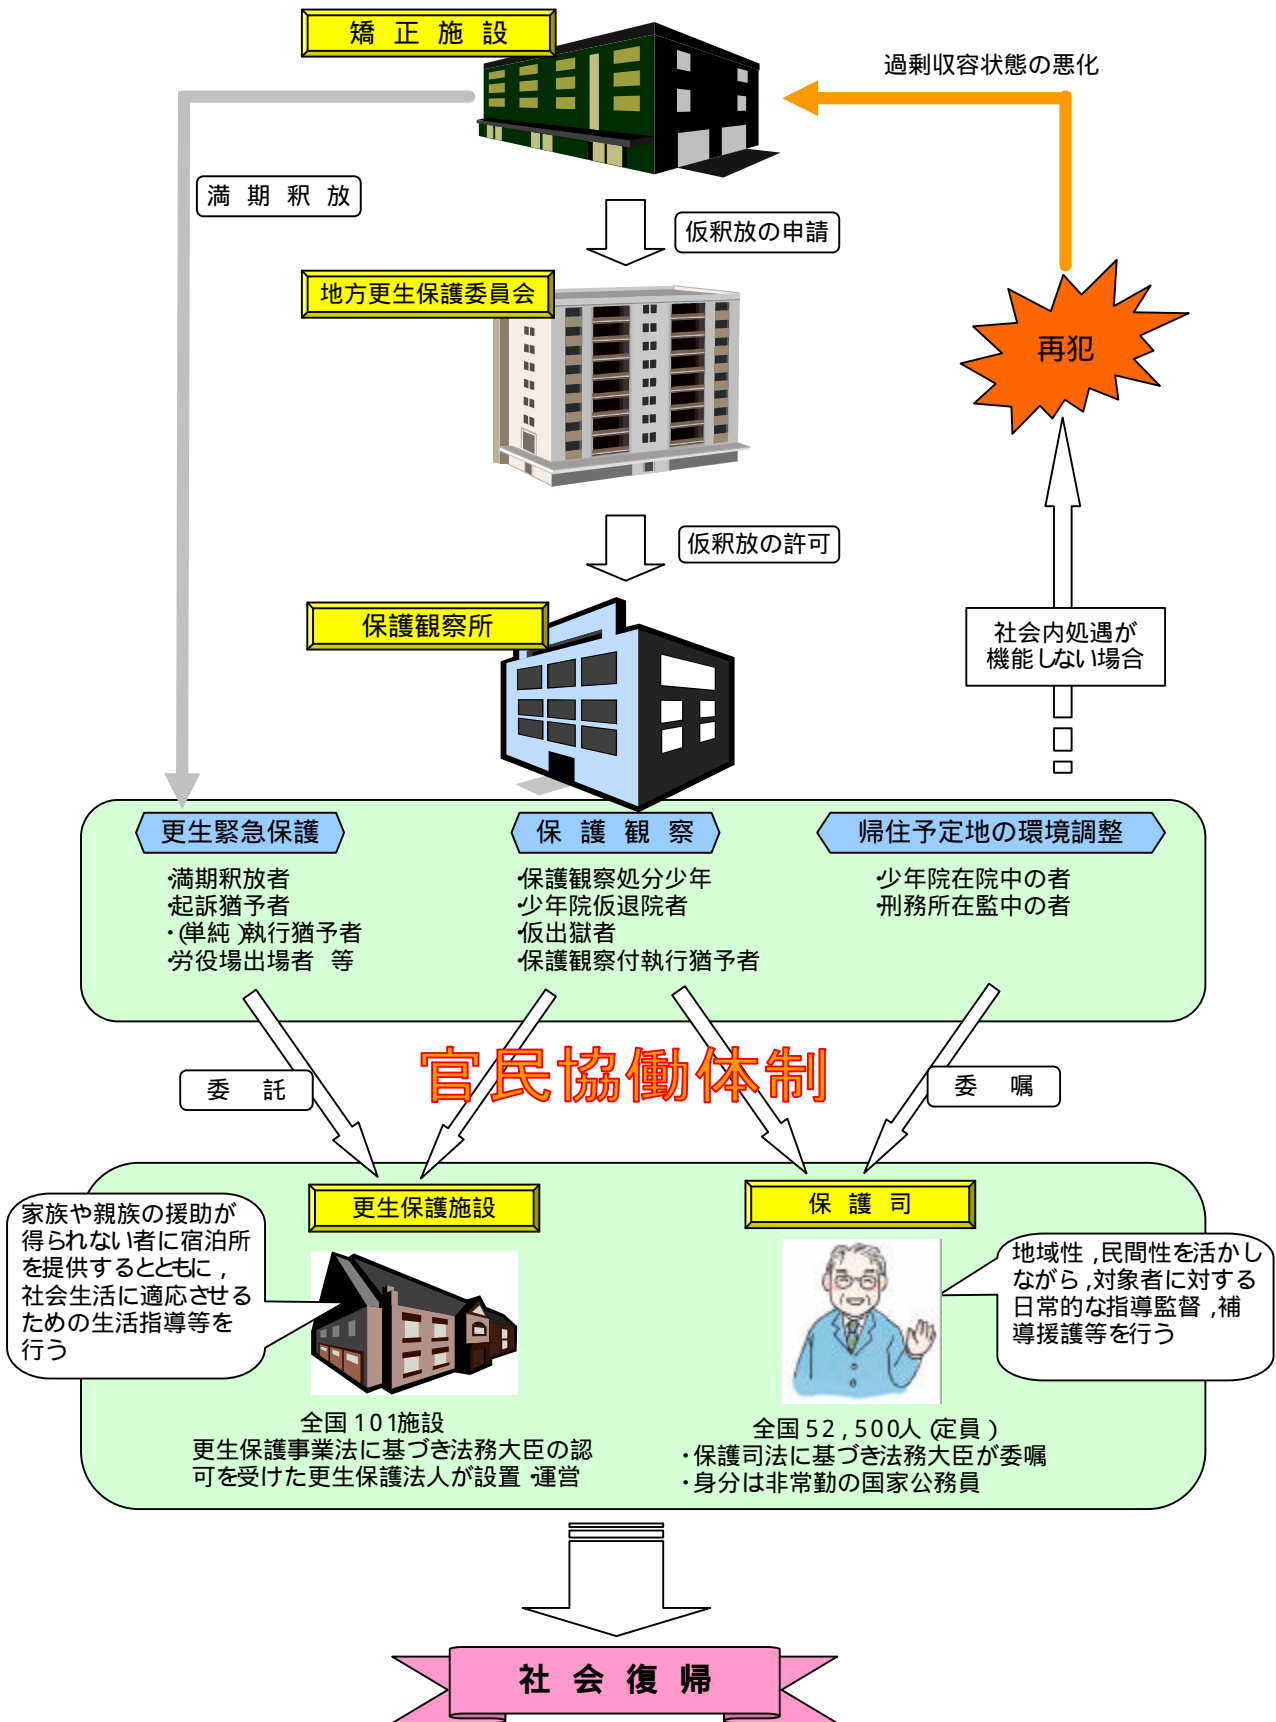 矯正施設
過剰収容状態の悪化
満期釈放
仮釈放の申請
地方更生保護委員会
再犯
仮釈放の許可
保護観察所
社会内処遇が
機能しない場合
更生緊急保護
・満期釈放者
・起訴猶予者
・(単純)執行猶予者
・労役場出場者 等
保護観察
・保護観察処分少年
・少年院仮退院者
・仮出獄者
・保護観察付執行猶予者
帰住予定地の環境調整
・少年院在院中の者
・刑務所在監中の者
官民協働体制
委託
委嘱
更生保護施設
家族や親族の援助が
得られない者に宿泊所
を提供するとともに,
社会生活に適応させる
ための生活指導等を
行う
全国101施設
更生保護事業法に基づき法務大臣の認
可を受けた更生保護法人が設置・運営
保護司
地域性,民間性を活かし
ながら,対象者に対する
日常的な指導監督,補
導援護等を行う
全国52,500人(定員)
・保護司法に基づき法務大臣が委嘱
・身分は非常勤の国家公務員
社会復帰